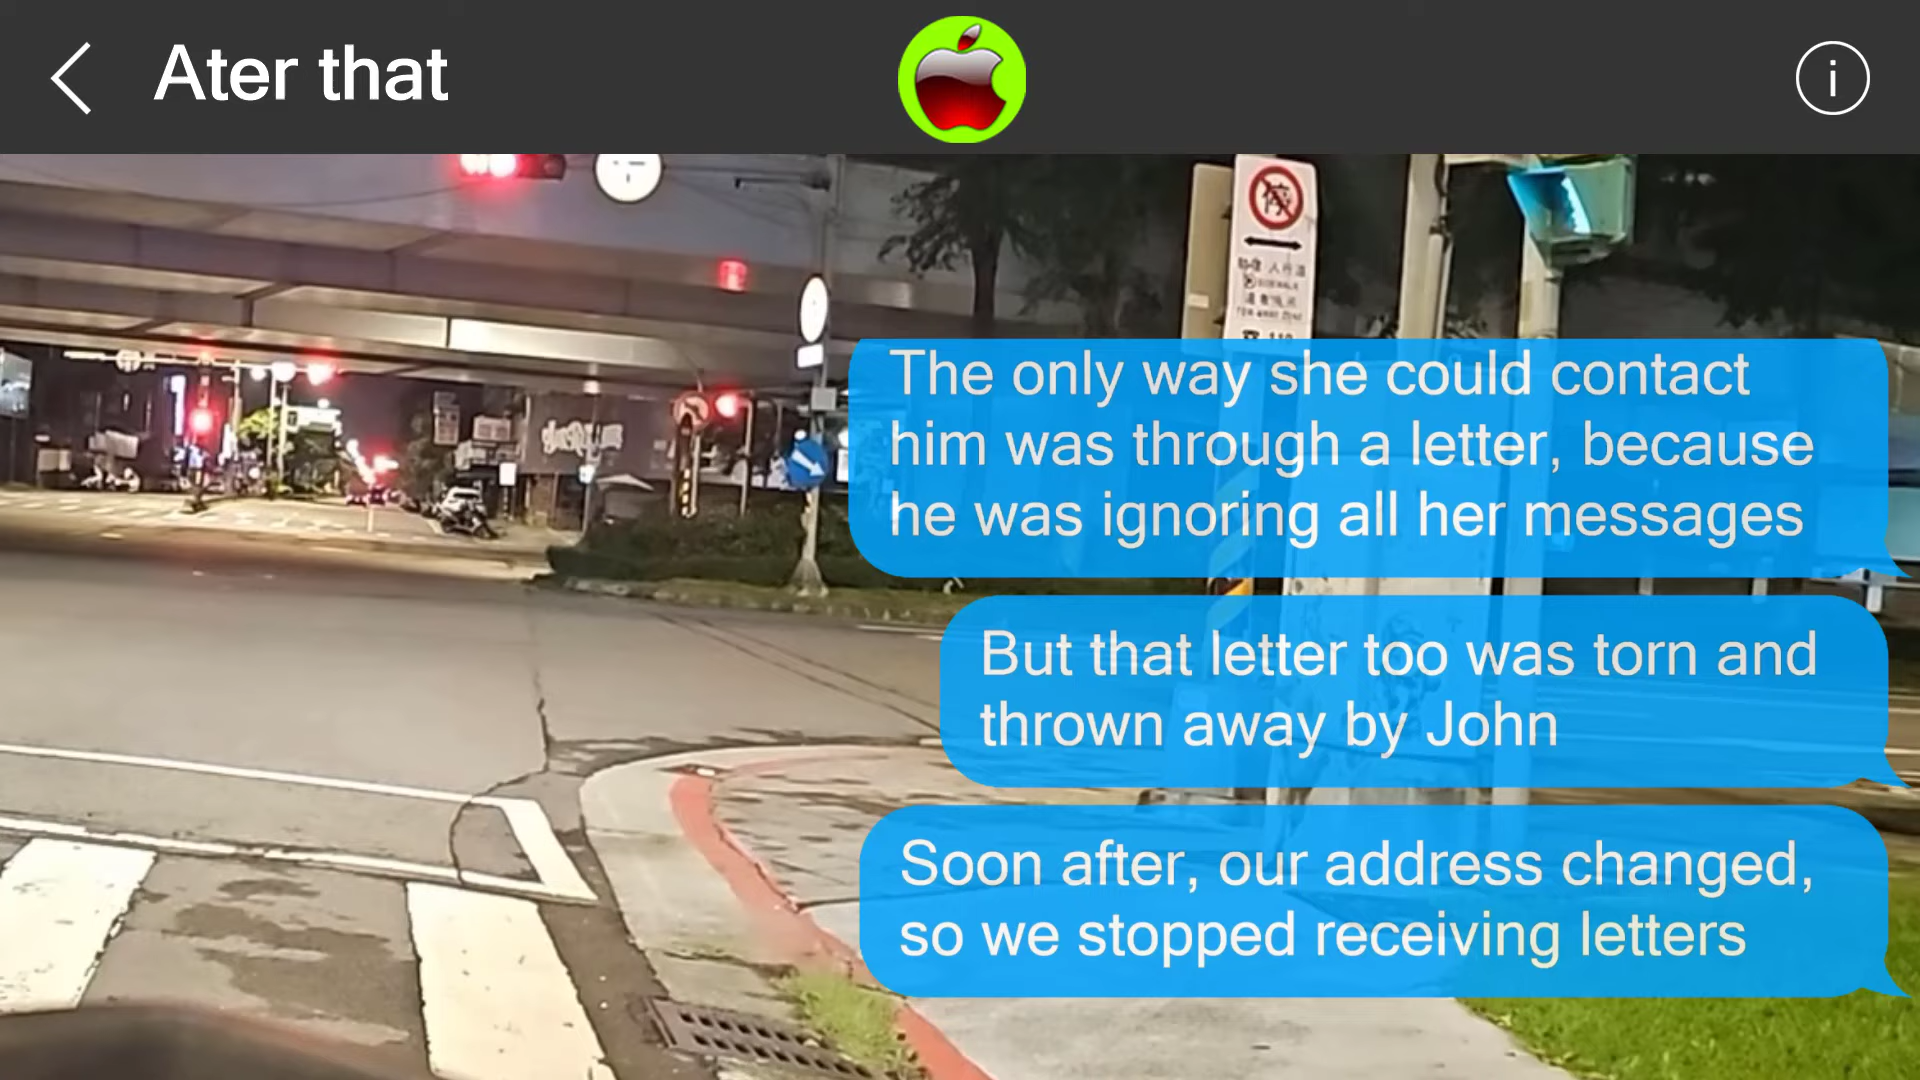 Ater that
i
停
SIDEWALK
The only way she could contact
him was through a letter, because
he was ignoring all her messages
But that letter too was torn and
thrown away by John
Soon after, our address changed,
so we stopped receiving letters